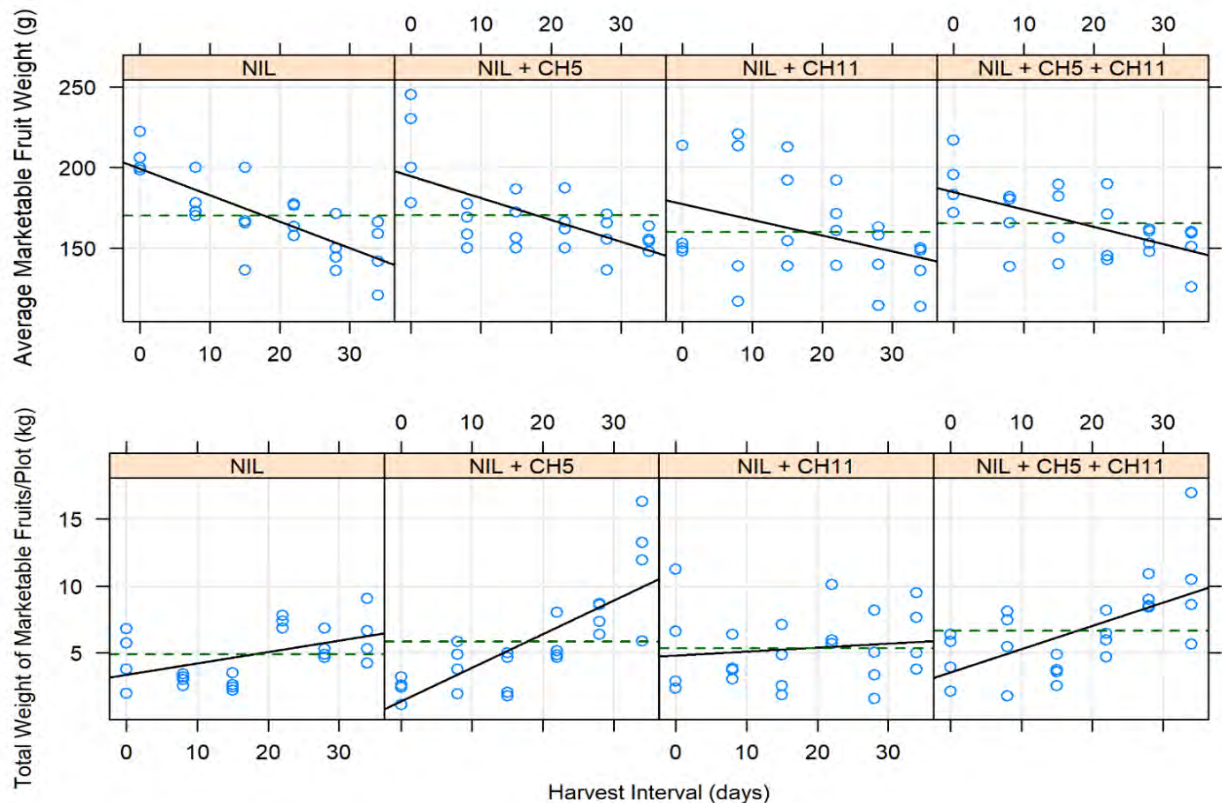 0 10 20 30 0 10 20 30
NIL NIL + CH5 NIL + CH11 NIL + CH5 + CH11
Average Marketable Fruit Weight (g)
250
200
150
0 10 20 30 0 10 20 30
0 10 20 30 0 10 20 30
NIL NIL + CH5 NIL + CH11 NIL + CH5 + CH11
Total Weight of Marketable Fruits/Plot (kg)
15
10
5
0 10 20 30 0 10 20 30
Harvest Interval (days)